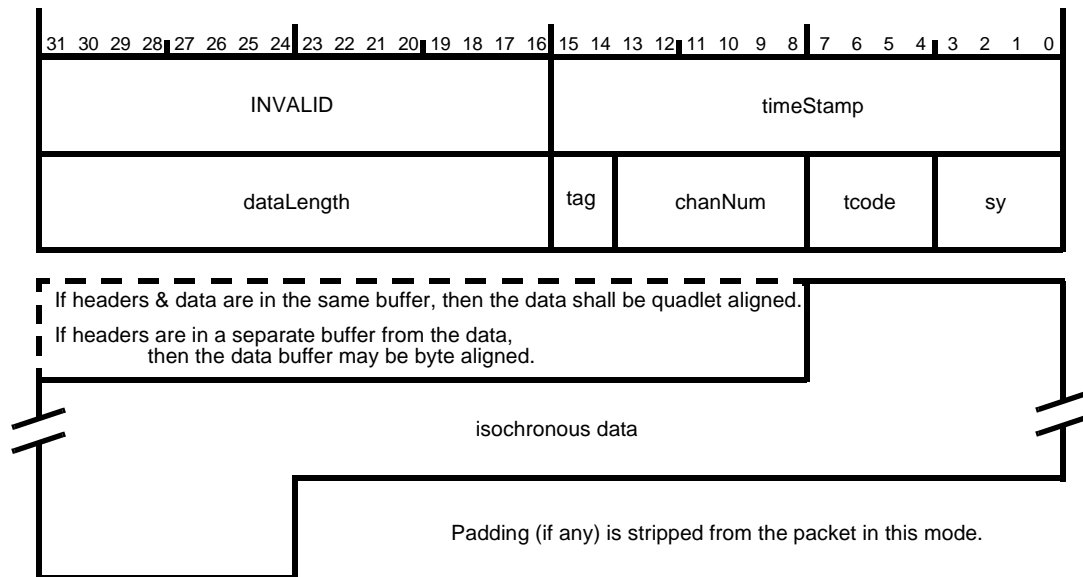 31 30 29 28 27 26 25 24 23 22 21 20 19 18 17 16 15 14 13 12 11 10 9 8 7 6 5 4 3 2 1 0
INVALID timeStamp
dataLength tag chanNum tcode sy
If headers & data are in the same buffer, then the data shall be quadlet aligned.
If headers are in a separate buffer from the data,
then the data buffer may be byte aligned.
isochronous data
Padding (if any) is stripped from the packet in this mode.